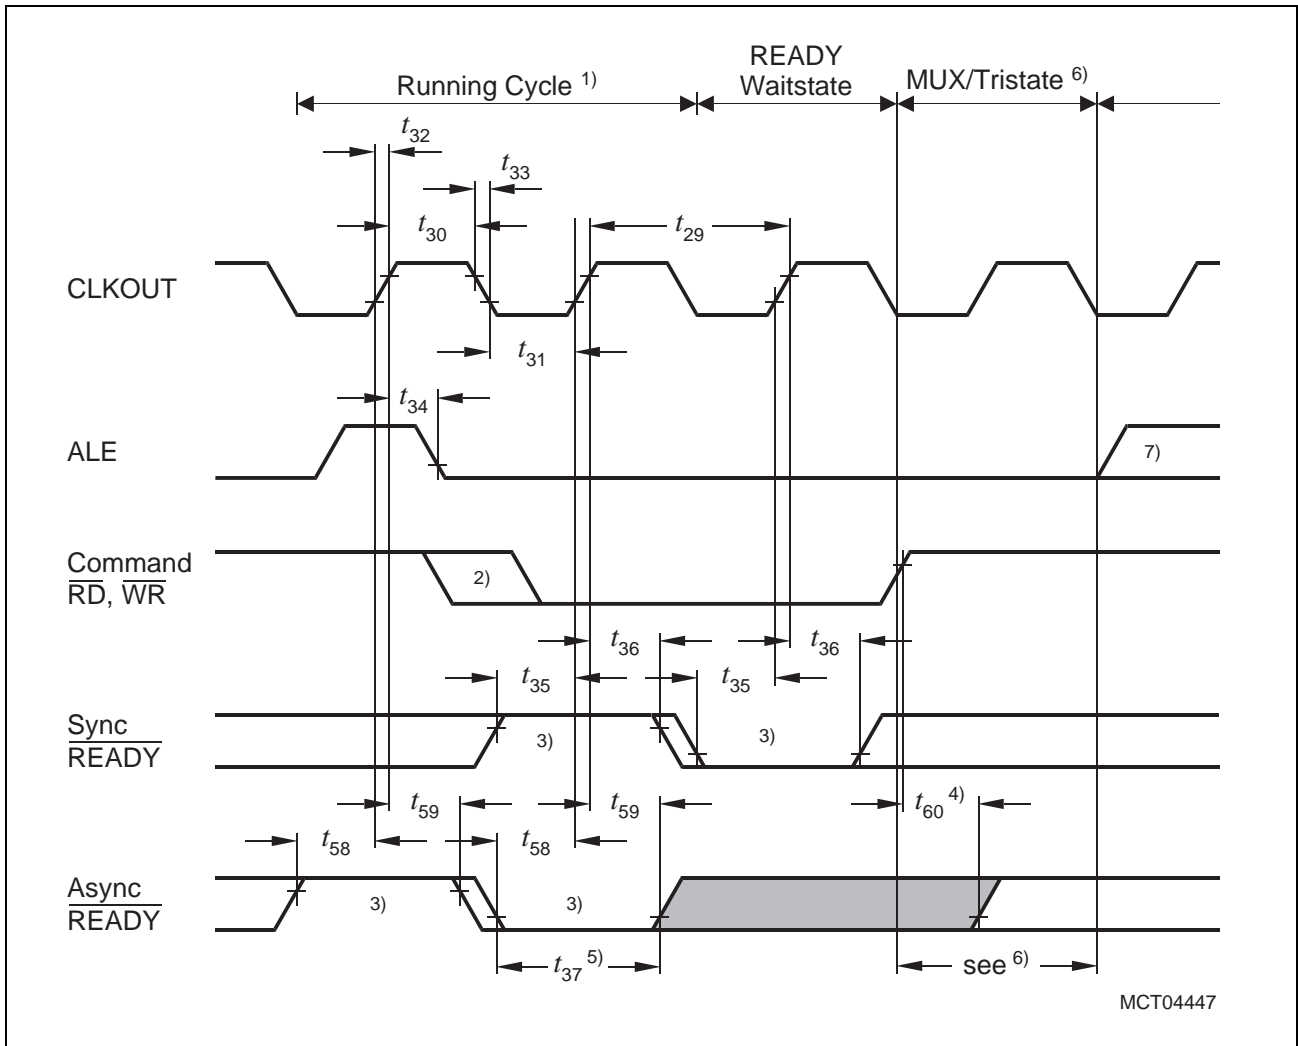 READY
Running Cycle 1) Waitstate MUX/Tristate 6)
t32
t33
t30 t29
CLKOUT
t31
t34
ALE
7)
Command
RD, WR
2)
t36 t36
t35 t35
Sync
READY
3) 3)
t59 t59 t60 4)
t58 t58
Async
READY
3) 3)
t37 5) see 6)
MCT04447